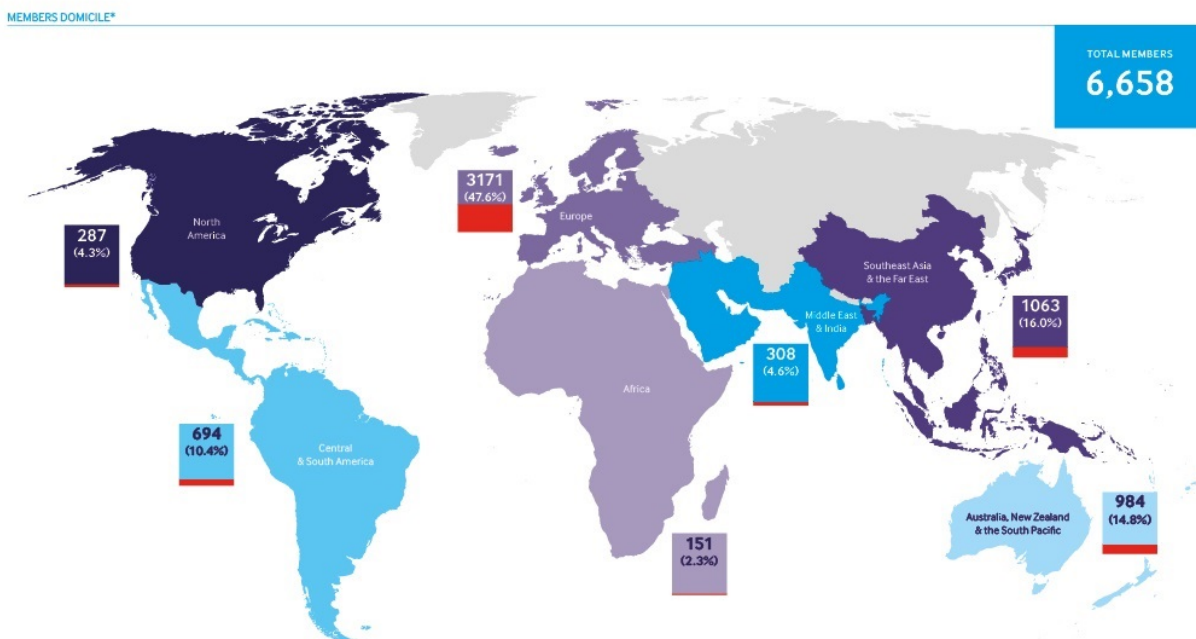 MEMBERS DOMICILE*
TOTAL MEMBERS
6,658
North
America
287
(4.3%)
3171
(47.6%)
Europe
Southeast Asia
& the Far East
1063
(16.0%)
Middle East
& India
308
(4.6%)
Africa
151
(2.3%)
694
(10.4%)
Central
& South America
Australia, New Zealand
& the South Pacific
984
(14.8%)